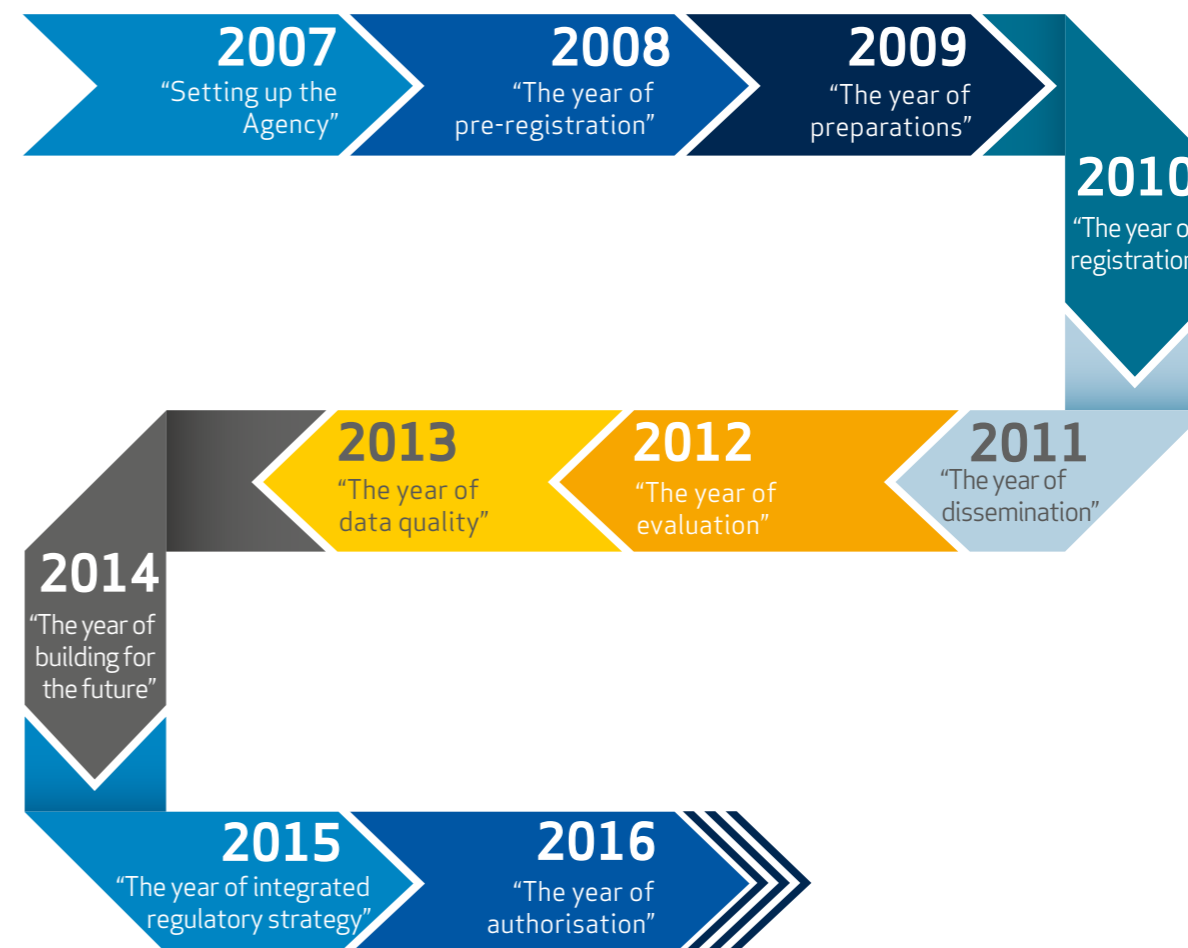 2007
“Setting up the
Agency”
2008
“The year of
pre-registration”
2009
“The year of
preparations”
2010
“The year
2011
“The year of
dissemination”
2012
“The year of
evaluation”
2013
“The year of
data quality”
2014
“The year of
building for
the future”
2015
“The year of integrated
regulatory strategy”
2016
“The year of
authorisation”